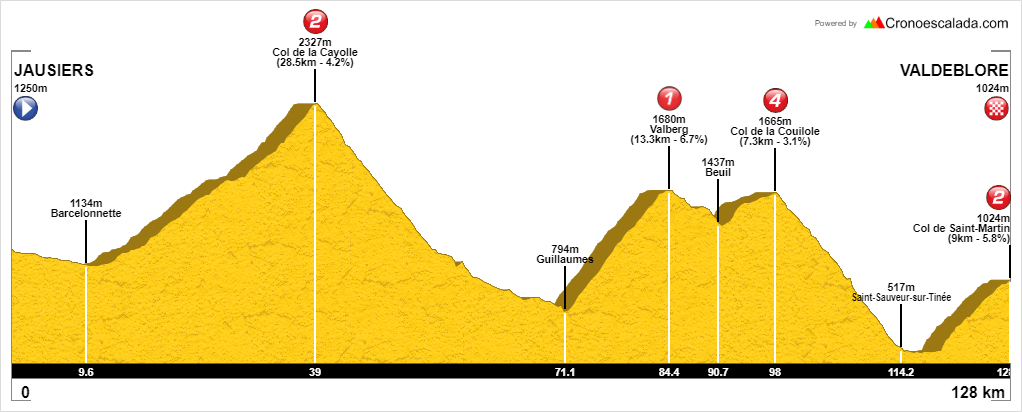 Powered by Cronoescalada.com
2
2327m
Col de la Cayolle
(28.5km - 4.2%)
JAUSIERS
1250m
VALDEBLORE
1024m
1
1680m
Valberg
(13.3km - 6.7%)
4
1665m
Col de la Couilole
(7.3km - 3.1%)
1437m
Beuil
1134m
Barcelonnette
2
1024m
Col de Saint-Martin
(9km - 5.8%)
794m
Guillaumes
517m
Saint-Sauveur-sur-Tinée
9.6 39 71.1 84.4 90.7 98 114.2 128
0 128 km